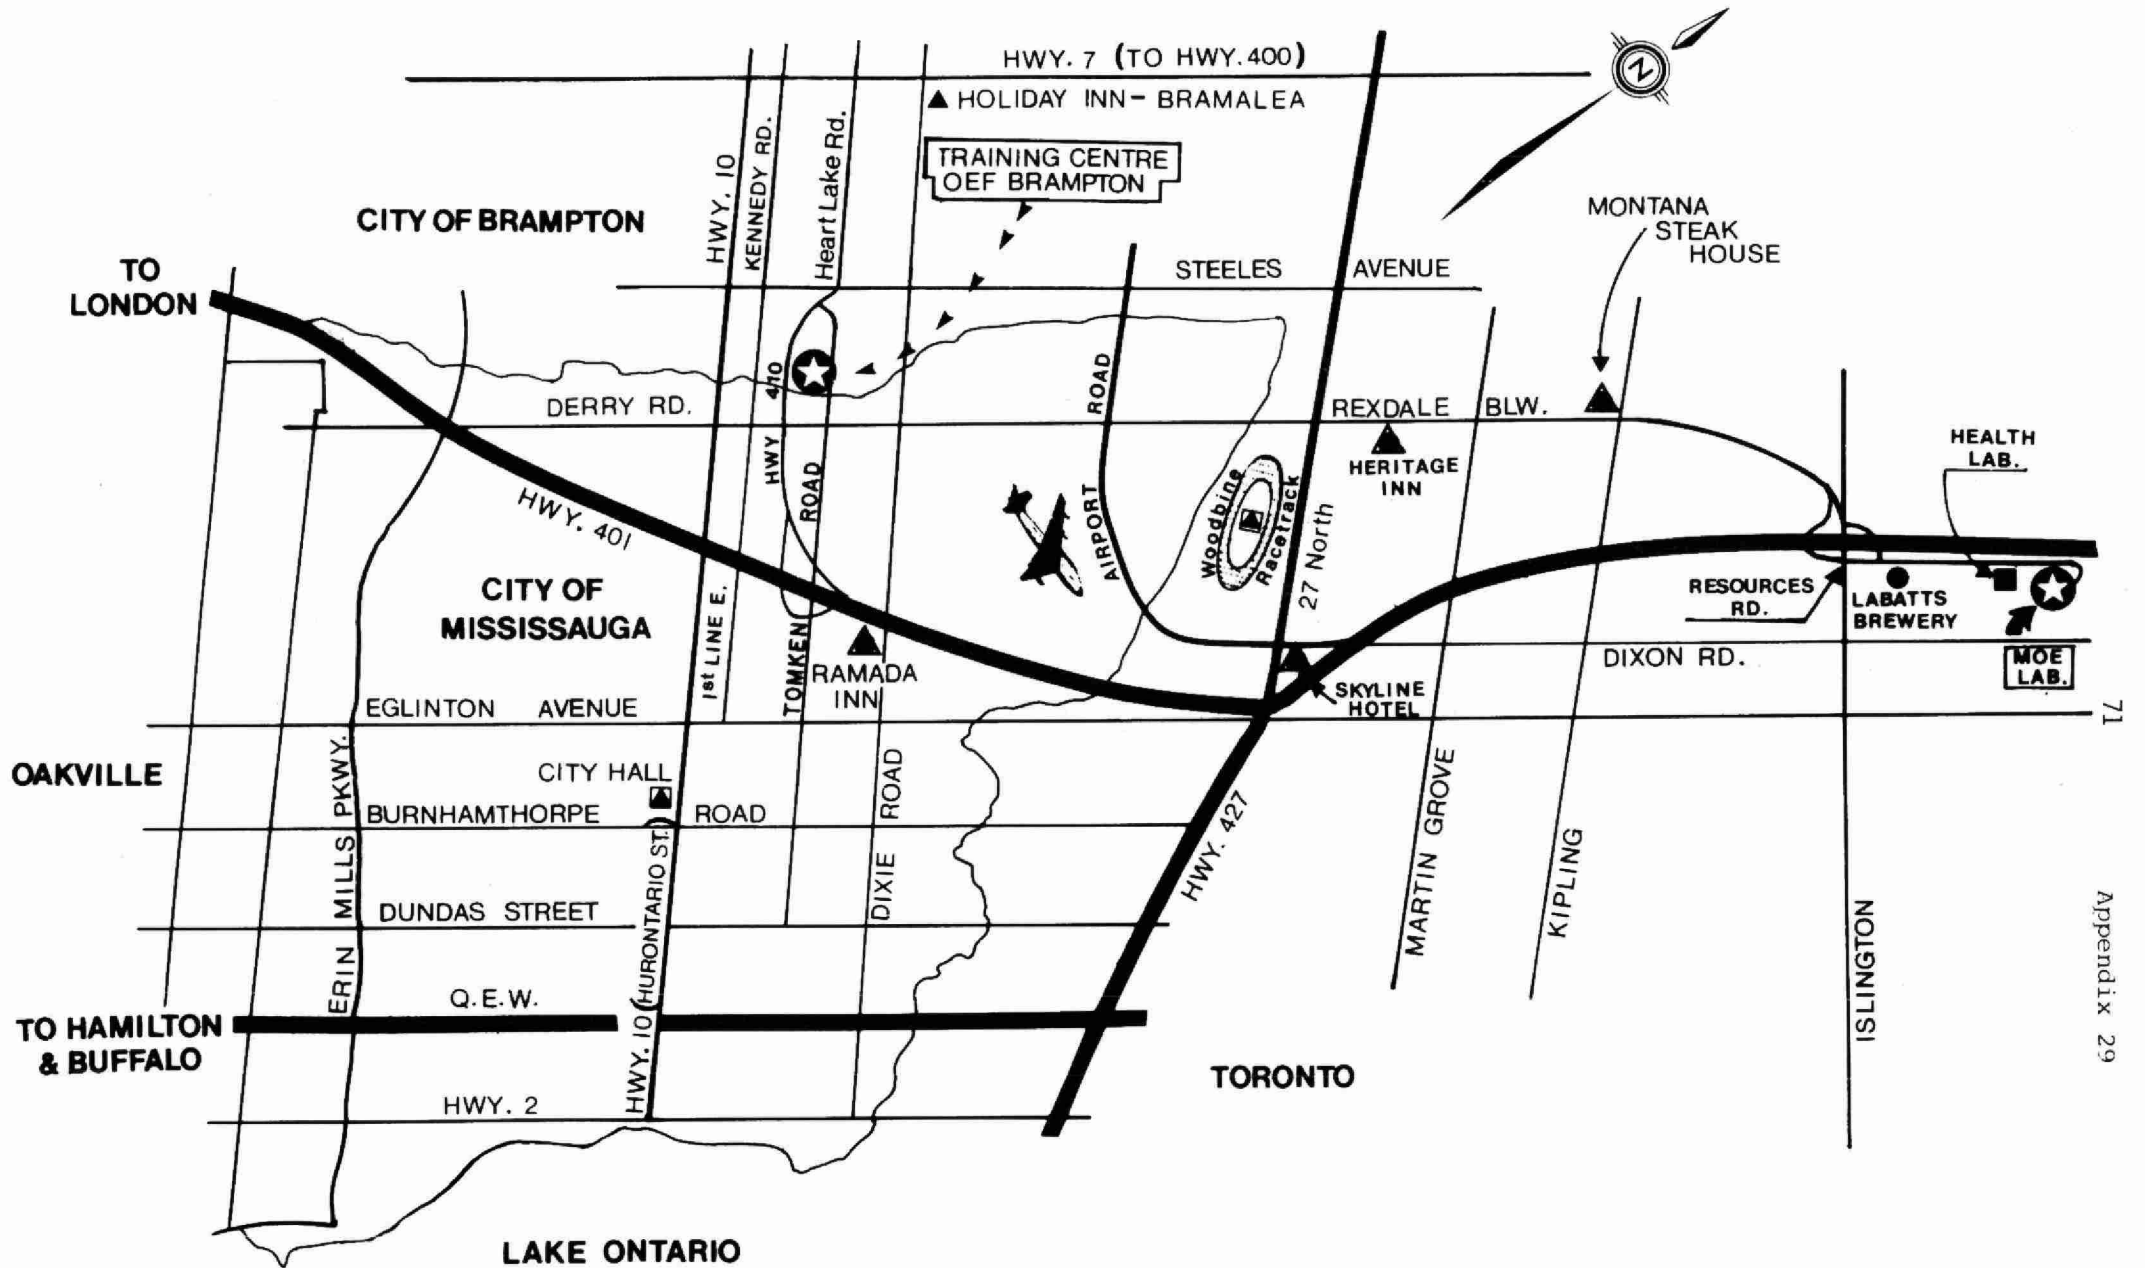 HWY. 7 (TO HWY.400)
N
HOLIDAY INN- BRAMALEA
TRAINING CENTRE
OEF BRAMPTON
HWY. 10
KENNEDY RD.
Heart Lake Rd.
CITY OF BRAMPTON
MONTANA
STEAK
HOUSE
TO
LONDON
STEELES AVENUE
HWY 410
DERRY RD.
AIRPORT ROAD
REXDALE BLW.
HERITAGE
INN
HEALTH
LAB.
Woodbine
Racetrack
27 North
HWY. 401
TOMKEN ROAD
CITY OF
MISSISSAUGA
1st LINE E.
RAMADA
INN
RESOURCES
RD.
LABATTS
BREWERY
MOE
LAB.
DIXON RD.
SKYLINE
HOTEL
EGLINTON AVENUE
71
OAKVILLE
CITY HALL
BURNHAMTHORPE ROAD
ERIN MILLS PKWY.
DIXIE ROAD
HWY. 427
MARTIN GROVE
KIPLING
ISLINGTON
Appendix 29
DUNDAS STREET
HWY. 10 (HURONTARIO ST.)
Q.E.W.
TO HAMILTON
& BUFFALO
TORONTO
HWY. 2
LAKE ONTARIO